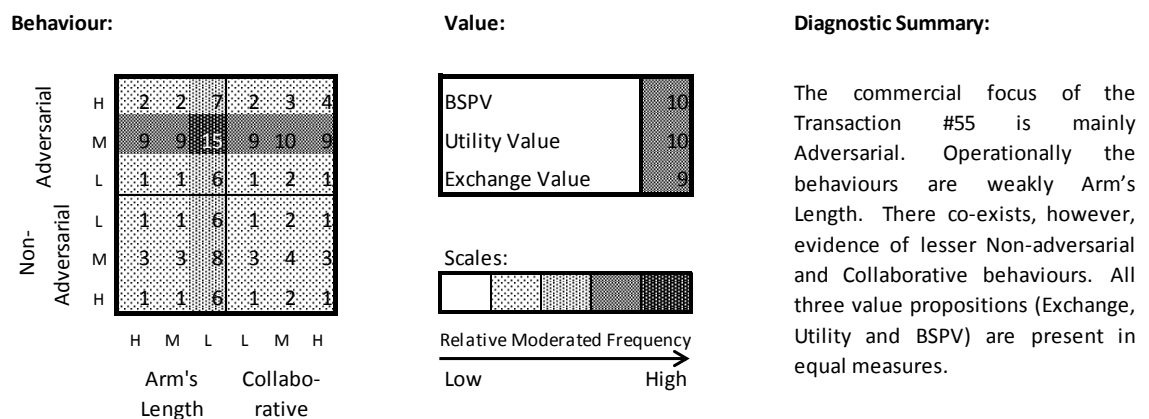 Behaviour:
Adversarial
Non-
Adversarial
H 2 2 7 2 3 4
M 9 9 15 9 10 9
L 1 1 6 1 2 1
L 1 1 6 1 2 1
M 3 3 8 3 4 3
H 1 1 6 1 2 1
H M L L M H
Arm's
Length
Collabo-
rative
Value:
BSPV 10
Utility Value 10
Exchange Value 9
Scales:
Relative Moderated Frequency
Low High
Diagnostic Summary:
The commercial focus of the
Transaction #55 is mainly
Adversarial. Operationally the
behaviours are weakly Arm’s
Length. There co-exists, however,
evidence of lesser Non-adversarial
and Collaborative behaviours. All
three value propositions (Exchange,
Utility and BSPV) are present in
equal measures.